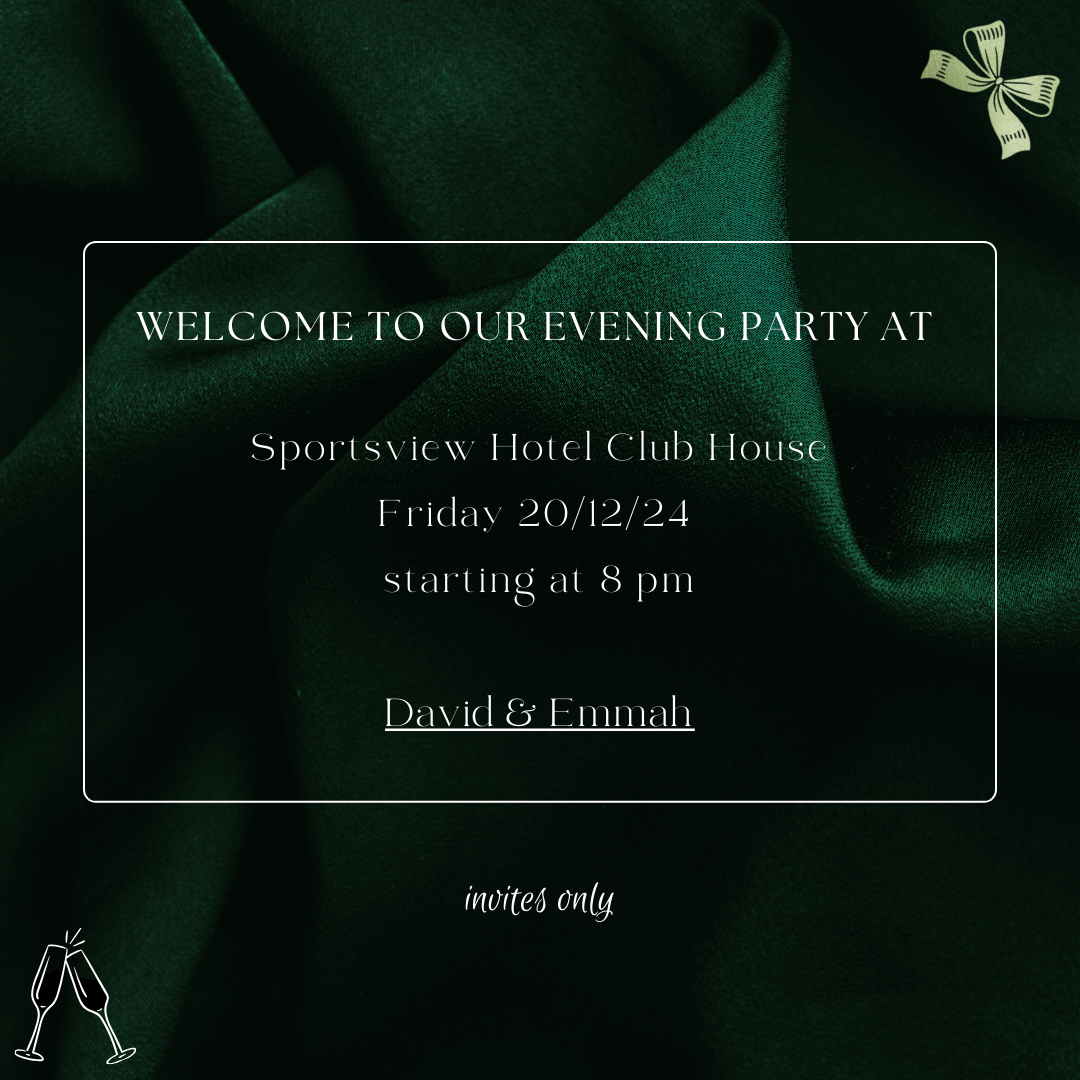 WELCOME TO OUR EVENING PARTY AT
Sportsview Hotel Club House
Friday 20/12/24
starting at 8 pm
David & Emmah
invites only